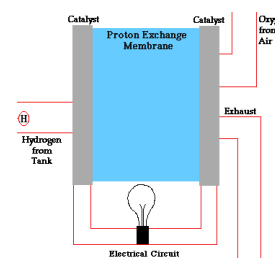 Catalyst
Catalyst
Proton Exchange
Membrane
from
Air
Exhaust
H
Hydrogen
from
Tank
Electrical Circuit